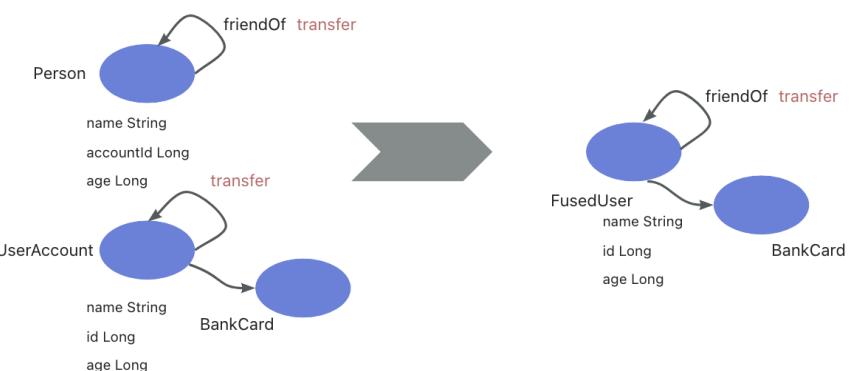 friendOf transfer
Person
name String
accountId Long
age Long
transfer
UserAccount
BankCard
name String
id Long
age Long
friendOf transfer
FusedUser
name String
BankCard
id Long
age Long